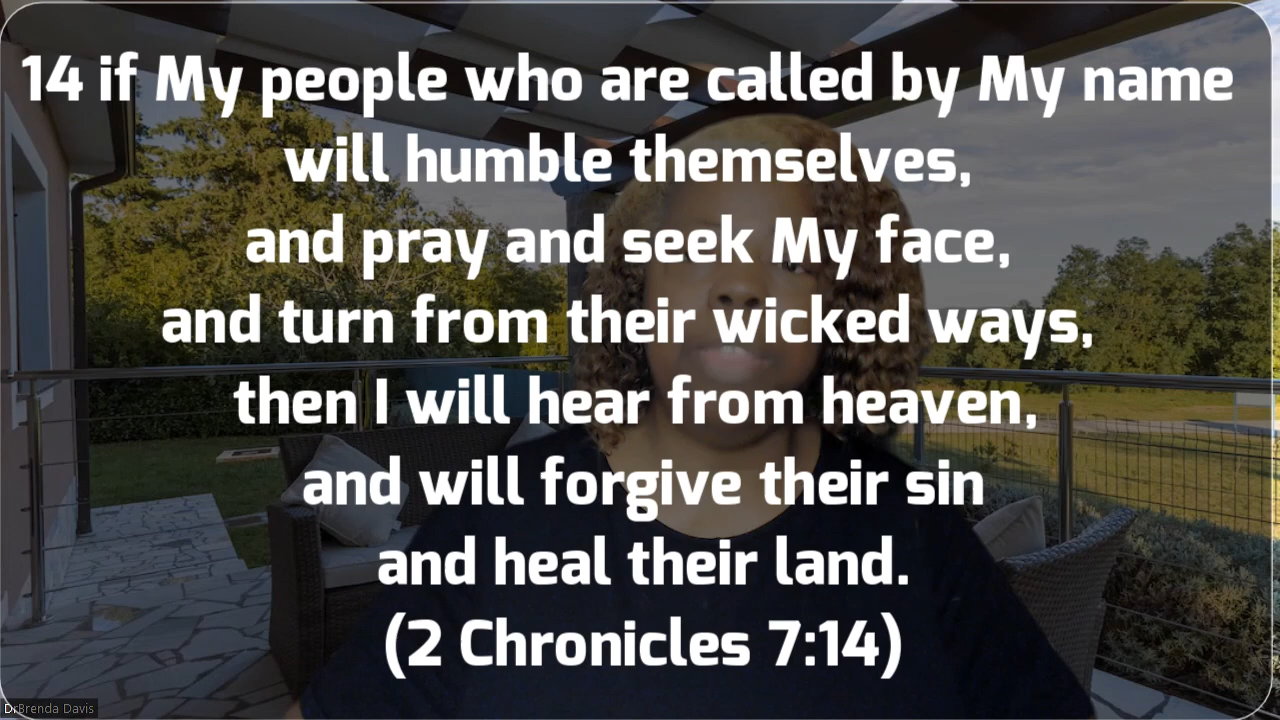 14 if My people who are called by My name
will humble themselves,
and pray and seek My face,
and turn from their wicked ways,
then I will hear from heaven,
and will forgive their sin
and heal their land.
(2 Chronicles 7:14)
DrBrenda Davis